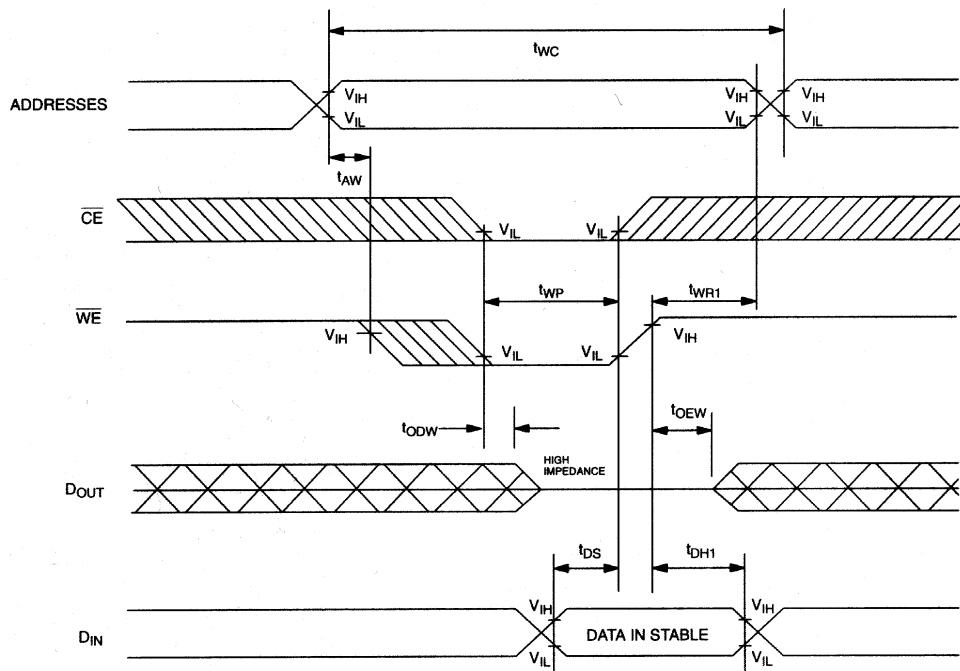 tWC
ADDRESSES
VIH
VIL
VIH
VIL
VIH
VIL
tAW
CE
VIL
VIL
tWP
tWR1
WE
VIH
VIL
VIL
VIH
tODW
tOEW
HIGH
IMPEDANCE
DOUT
tDS
tDH1
VIH
VIH
DIN
DATA IN STABLE
VIL
VIL